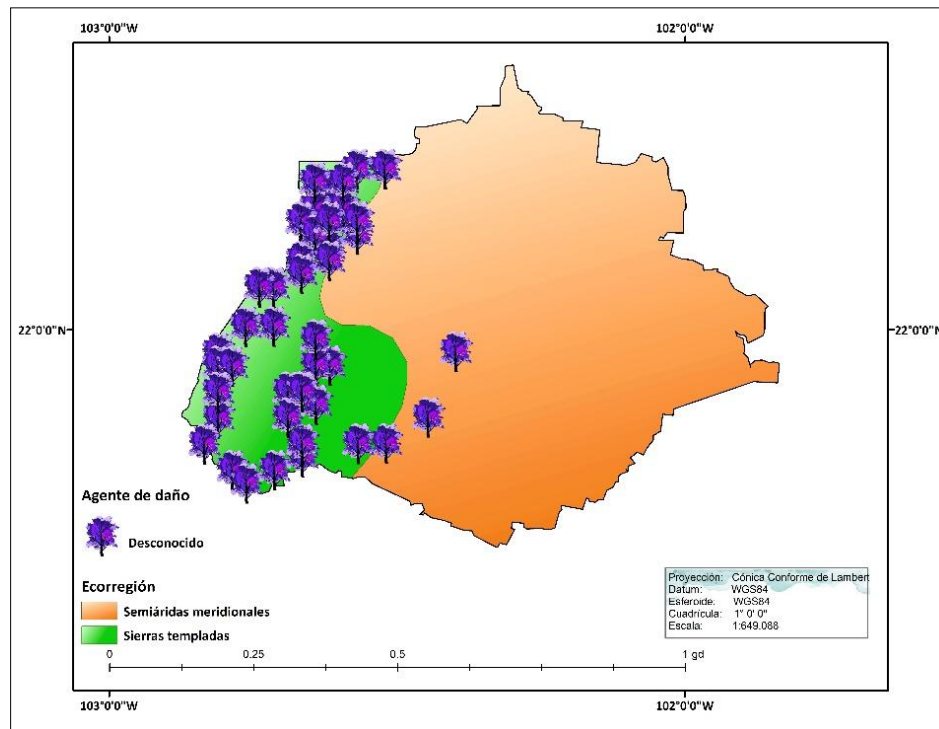 103°0'0"W
102°0'0"W
22°0'0"N
22°0'0"N
Agente de daño
Desconocido
Ecorregión
Semiáridas meridionales
Sierras templadas
Proyección: Cónica Conforme de Lambert
Datum: WGS84
Esferoide: WGS84
Cuadrícula: 1° 0' 0"
Escala: 1:649.088
0
0.25
0.5
1 gd
103°0'0"W
102°0'0"W